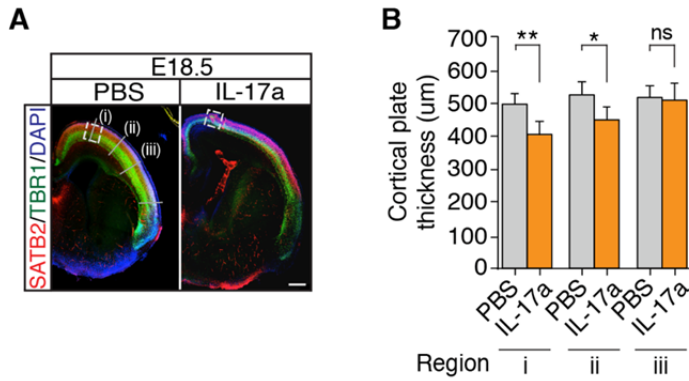 A
E18.5
PBS IL-17a
SATB2/TBR1/DAPI
(i)
(ii)
(iii)
B
Cortical plate
thickness (um)
700
600
500
400
300
200
100
0
** * ns
PBS IL-17a PBS IL-17a PBS IL-17a
Region i ii iii